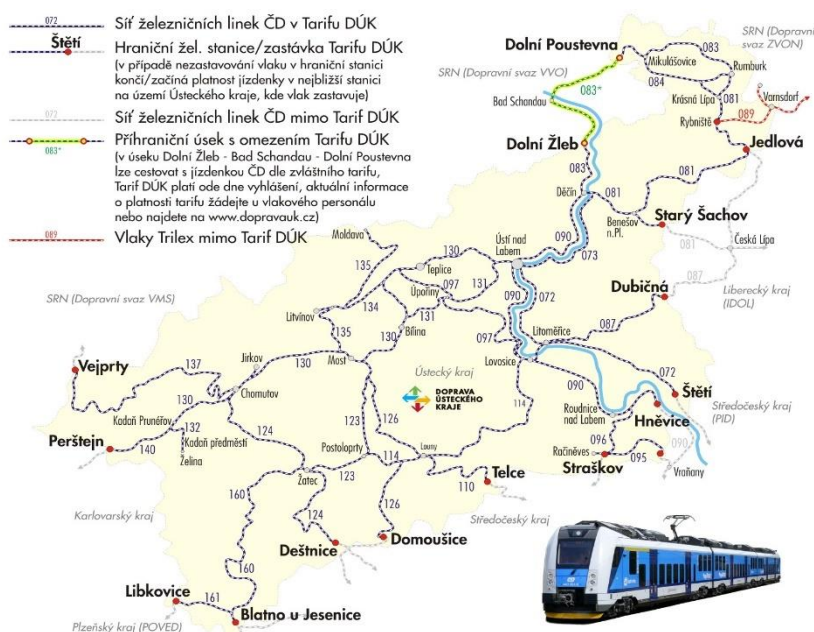 072 Síť železničních linek ČD v Tarifu DÚK
Štětí Hraniční žel. stanice/zastávka Tarifu DÚK
(v případě nezastavování vlaku v hraniční stanici
končí/začíná platnost jízdenky v nejbližší stanici
na území Ústeckého kraje, kde vlak zastavuje)
072 Síť železničních linek ČD mimo Tarif DÚK
083* Příhraniční úsek s omezením Tarifu DÚK
(v úseku Dolní Žleb - Bad Schandau - Dolní Poustevna
lze cestovat s jízdenkou ČD dle zvláštního tarifu,
Tarif DÚK platí ode dne vyhlášení, aktuální informace
o platnosti tarifu žádejte u vlakového personálu
nebo najdete na www.dopravauk.cz)
089 Vlaky Trilex mimo Tarif DÚK
SRN (Dopravní
svaz ZVON)
Dolní Poustevna
083
Mikulášovice
Rumburk
084
SRN (Dopravní svaz VVO)
083*
Bad Schandau
Krásná Lípa
081
Varnsdorf
089
Rybniště
Dolní Žleb
Jedlová
083
081
Děčín
081
Benešov
n.Pl.
Starý Šachov
081
Česká Lípa
087
Liberecký kraj
(IDOL)
Moldava
130
Ústí nad
Labem
090
073
135
Teplice
097
131
Úpořiny
134
131
090
072
Dubičná
087
SRN (Dopravní svaz VMS)
Litvínov
135
Bílina
130
097
Litoměřice
Lovosice
Vejprty
137
Jirkov
130
Most
Ústecký kraj
DOPRAVA
ÚSTECKÉHO
KRAJE
072
Štětí
090
Chomutov
130
Kadaň Prunéřov
132
Kadaň předměstí
Želina
Perštejn
140
124
123
126
114
Roudnice
nad Labem
Hněvice
Středočeský kraj
(PID)
090
096
095
Račiněves
Straškov
Vraňany
Postoloprty
114
Louny
Žatec
123
110
Telce
160
124
126
Karlovarský kraj
Středočeský kraj
Deštnice
Domoušice
160
Libkovice
161
Plzeňský kraj (POVED)
Blatno u Jesenice